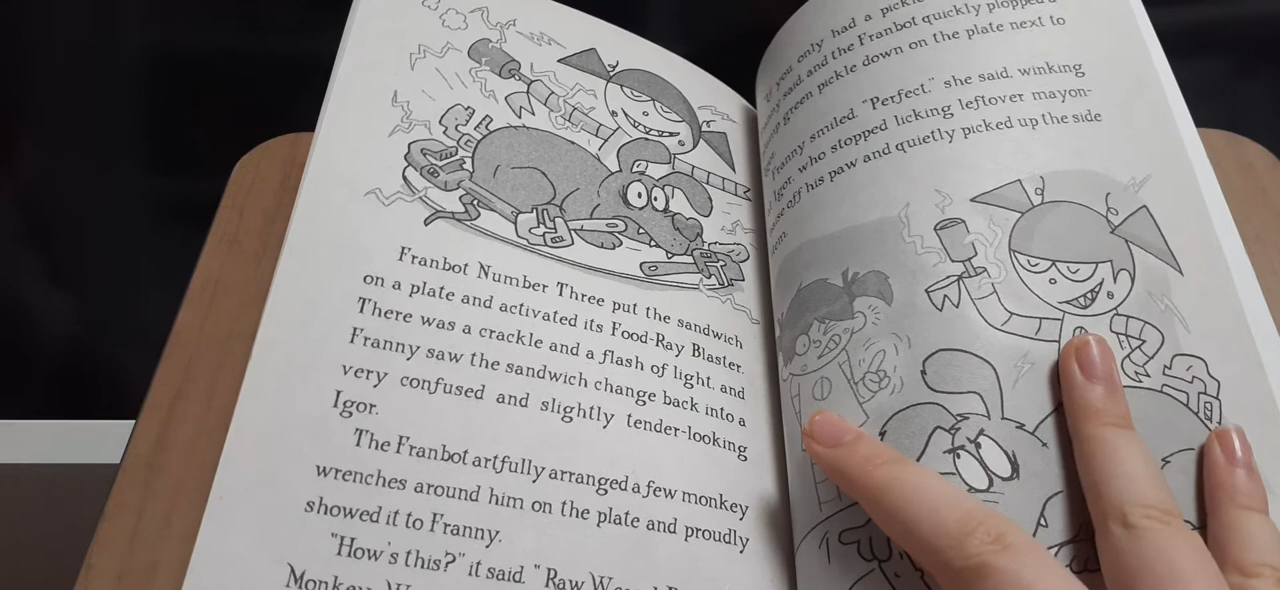 Franbot Number Three put the sandwich
on a plate and activated its Food-Ray Blaster.
There was a crackle and a flash of light, and
Franny saw the sandwich change back into a
very confused and slightly tender-looking
Igor.
The Franbot artfully arranged a few monkey
wrenches around him on the plate and proudly
showed it to Franny.
"How's this?" it said. "Raw
Monkey
you only had a pickle
said, and the Franbot quickly plopped a
green pickle down on the plate next to
Franny smiled. "Perfect," she said, winking
Igor, who stopped licking leftover mayon-
off his paw and quietly picked up the side